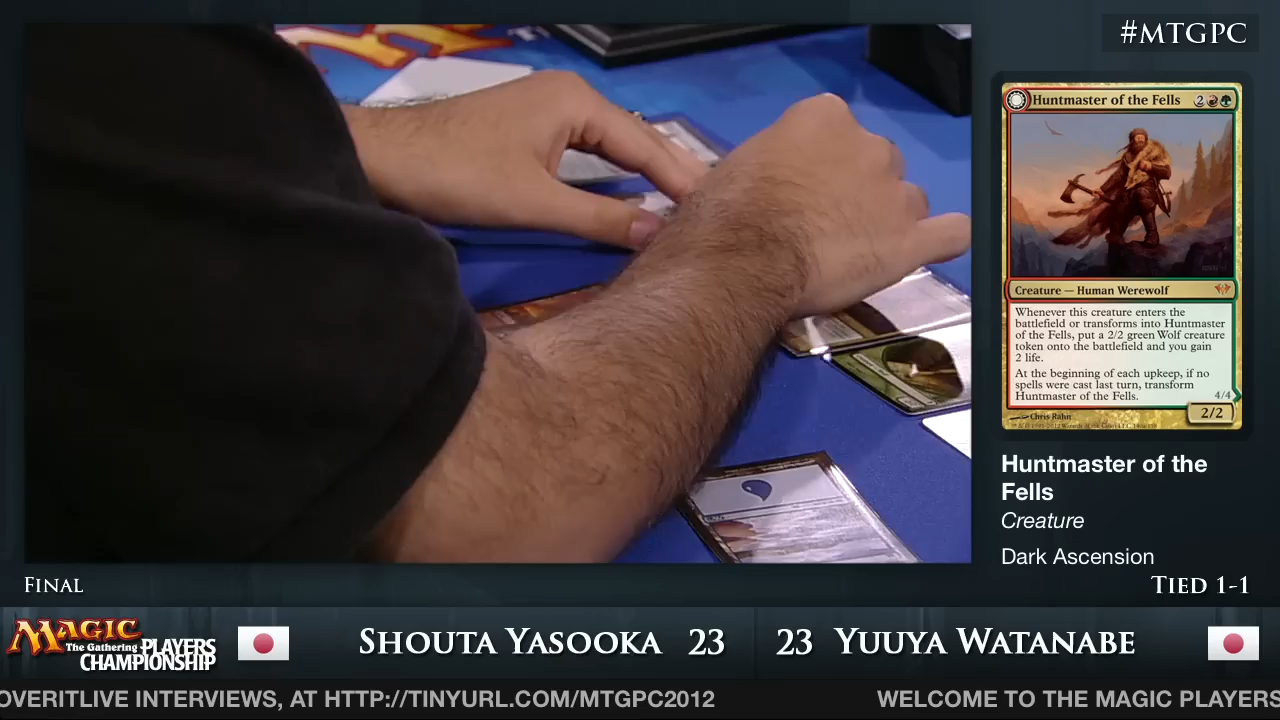 #MTGPC
Huntmaster of the Fells 2
Creature — Human Werewolf
Whenever this creature enters the
battlefield or transforms into Huntmaster
of the Fells, put a 2/2 green Wolf creature
token onto the battlefield and you gain
2 life.
At the beginning of each upkeep, if no
spells were cast last turn, transform
Huntmaster of the Fells.
4/4
2/2
Chris Rahn
Huntmaster of the
Fells
Creature
Dark Ascension
FINAL
TIED 1-1
MAGIC
The Gathering PLAYERS
CHAMPIONSHIP
SHOUTA YASOOKA 23
23 YUUYA WATANABE
OVERITLIVE INTERVIEWS, AT HTTP://TINYURL.COM/MTGPC2012
WELCOME TO THE MAGIC PLAYERS